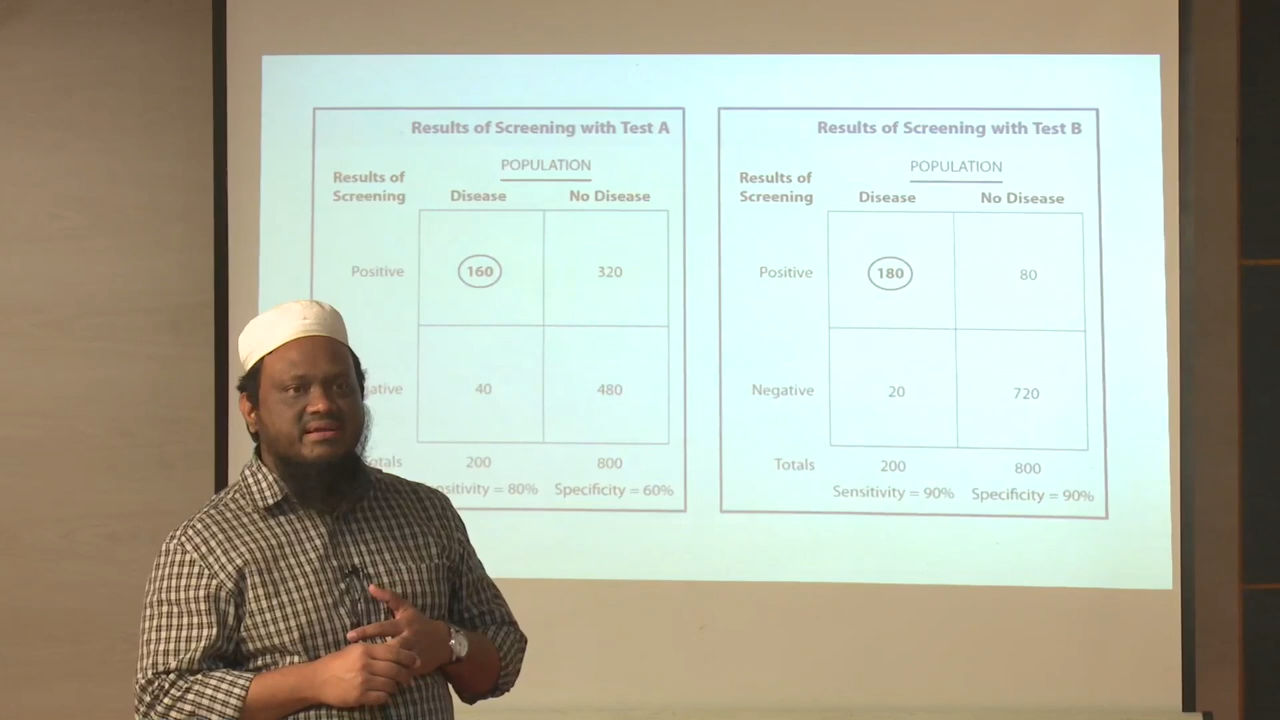 Results of Screening with Test A
POPULATION
Results of
Screening
Disease
No Disease
Positive
160
320
40
480
200
800
= 80%
Specificity = 60%
Results of Screening with Test B
POPULATION
Results of
Screening
Disease
No Disease
Positive
180
80
Negative
20
720
Totals
200
800
Sensitivity = 90%
Specificity = 90%